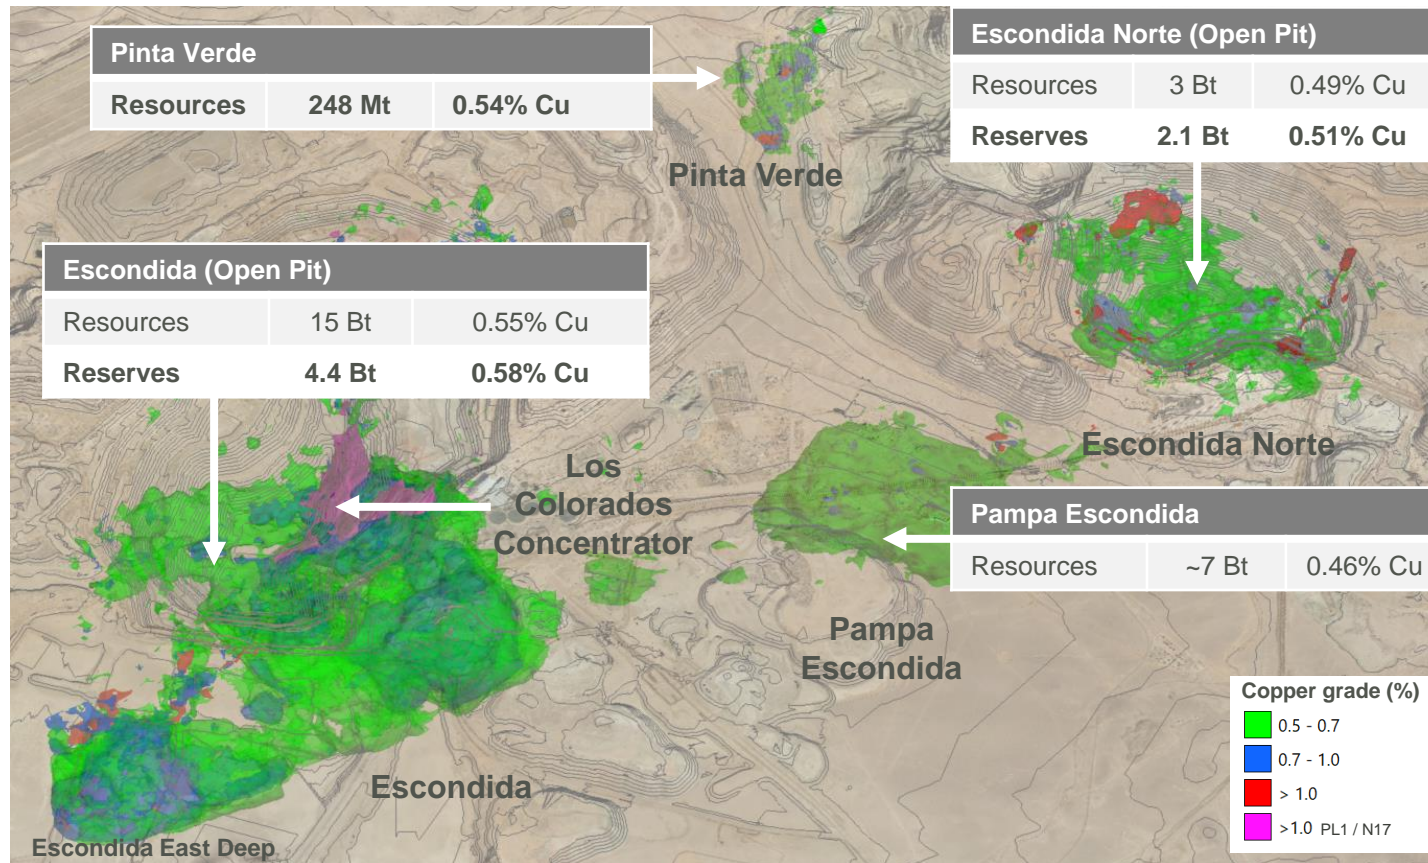 Pinta Verde
Resources 248 Mt 0.54% Cu
Escondida Norte (Open Pit)
Resources 3 Bt 0.49% Cu
Reserves 2.1 Bt 0.51% Cu
Pinta Verde
Escondida (Open Pit)
Resources 15 Bt 0.55% Cu
Reserves 4.4 Bt 0.58% Cu
Escondida Norte
Los
Colorados
Concentrator
Pampa Escondida
Resources ~7 Bt 0.46% Cu
Pampa
Escondida
Escondida
Escondida East Deep
Copper grade (%)
0.5 - 0.7
0.7 - 1.0
> 1.0
>1.0 PL1 / N17